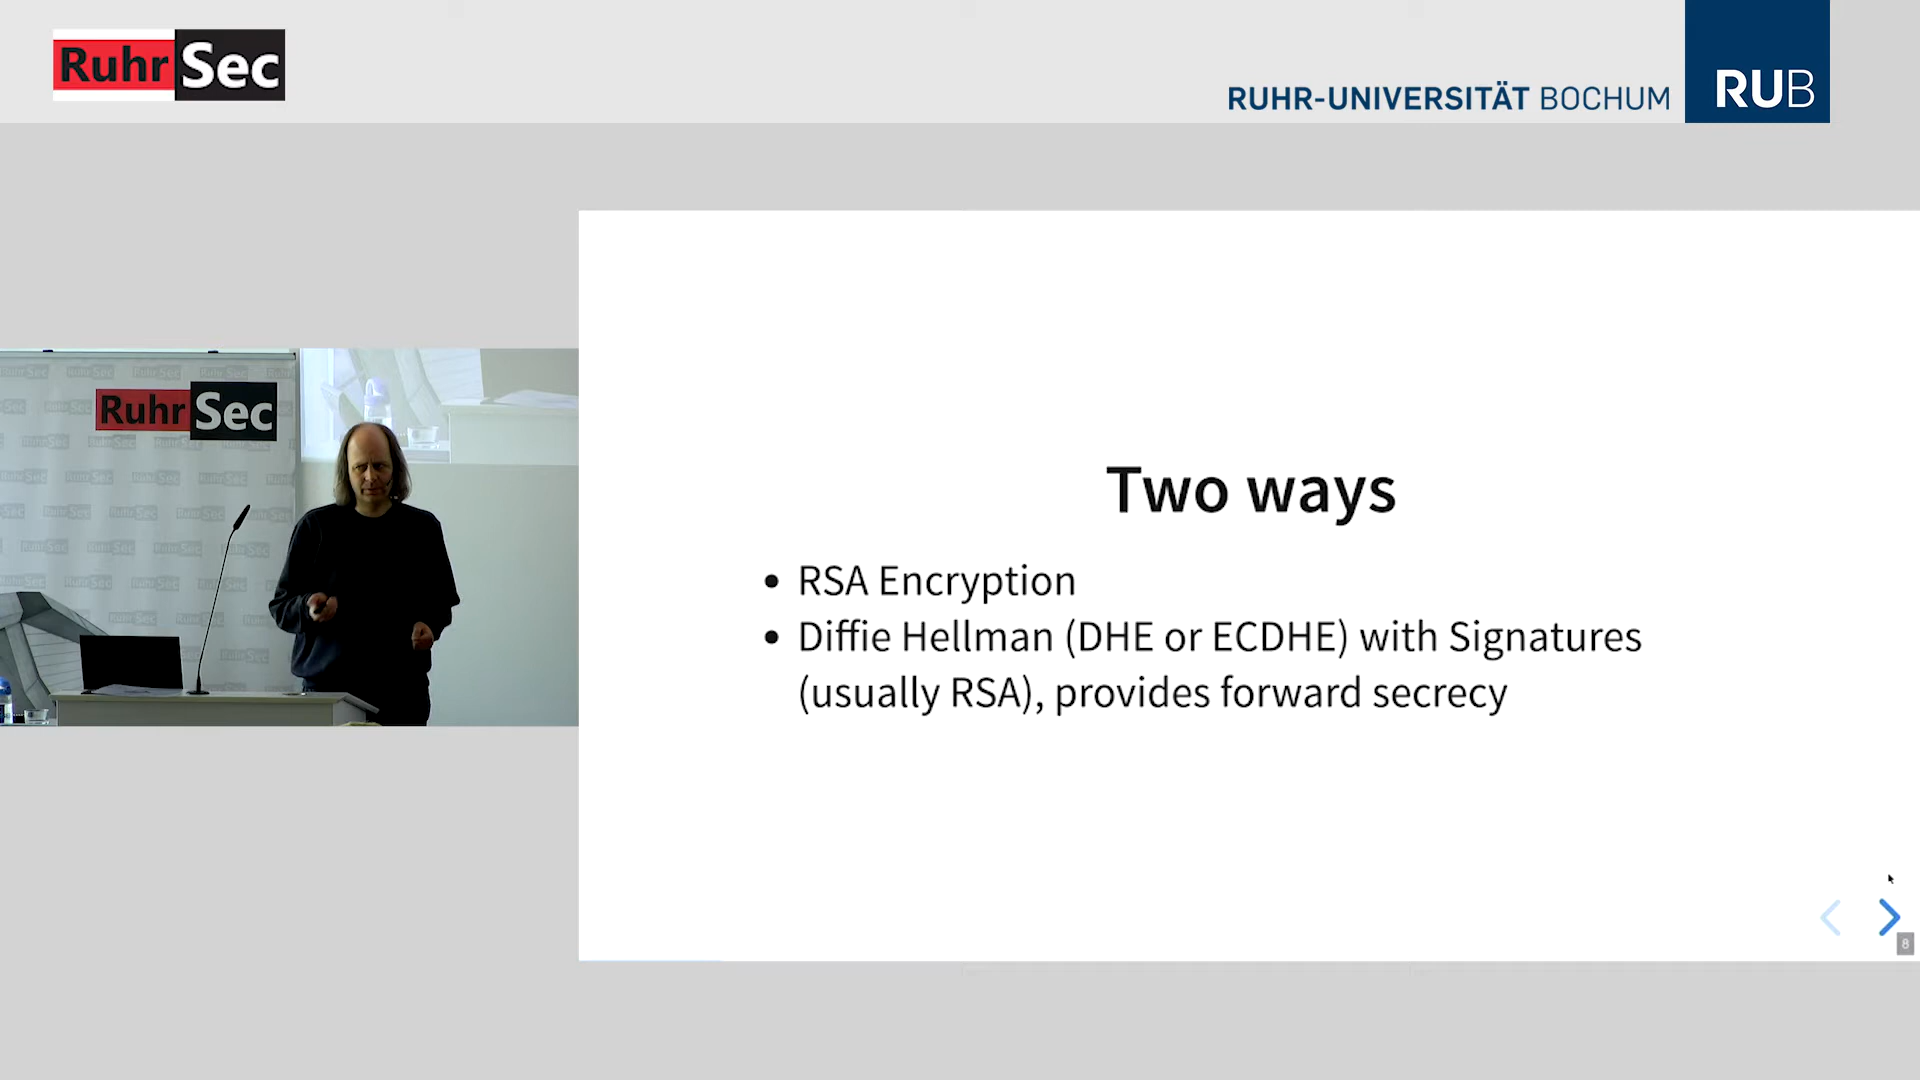 RuhrSec
RUHR-UNIVERSITÄT BOCHUM
RUB
RuhrSec
Two ways
• RSA Encryption
• Diffie Hellman (DHE or ECDHE) with Signatures
(usually RSA), provides forward secrecy
8